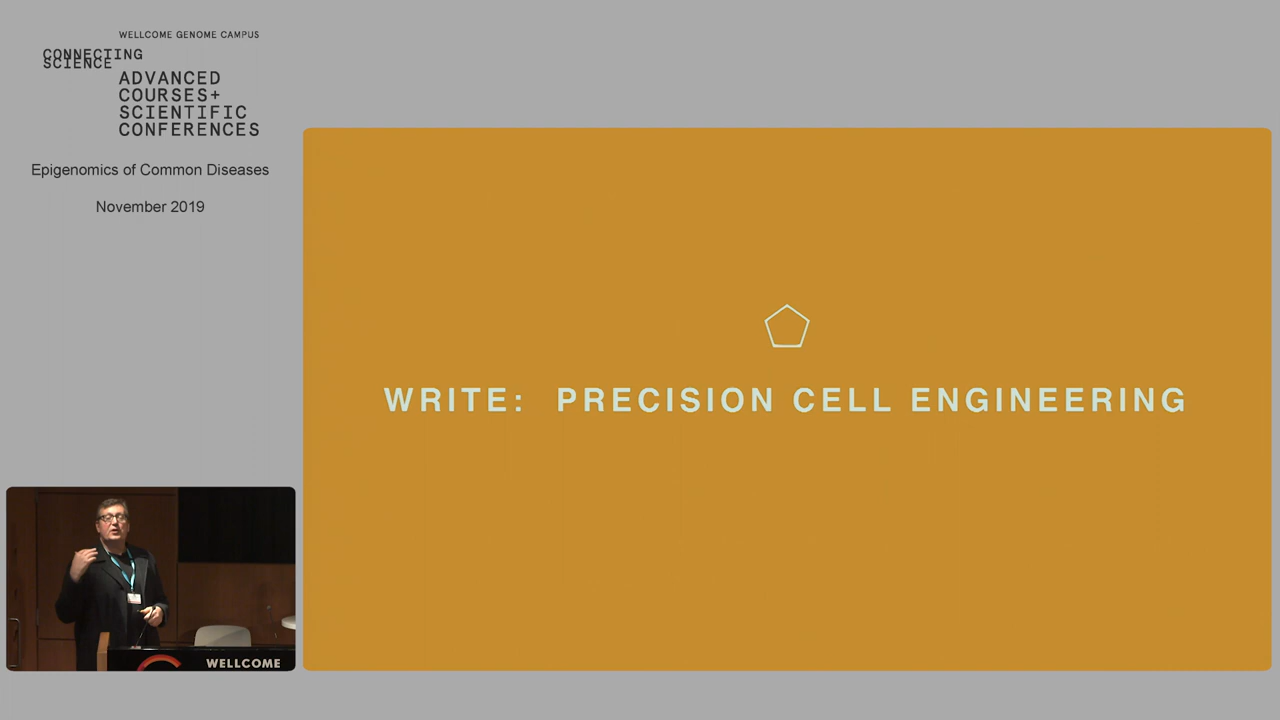 WELLCOME GENOME CAMPUS
CONNECTING
SCIENCE
ADVANCED
COURSES+
SCIENTIFIC
CONFERENCES
Epigenomics of Common Diseases
November 2019
WRITE: PRECISION CELL ENGINEERING
WELLCOME